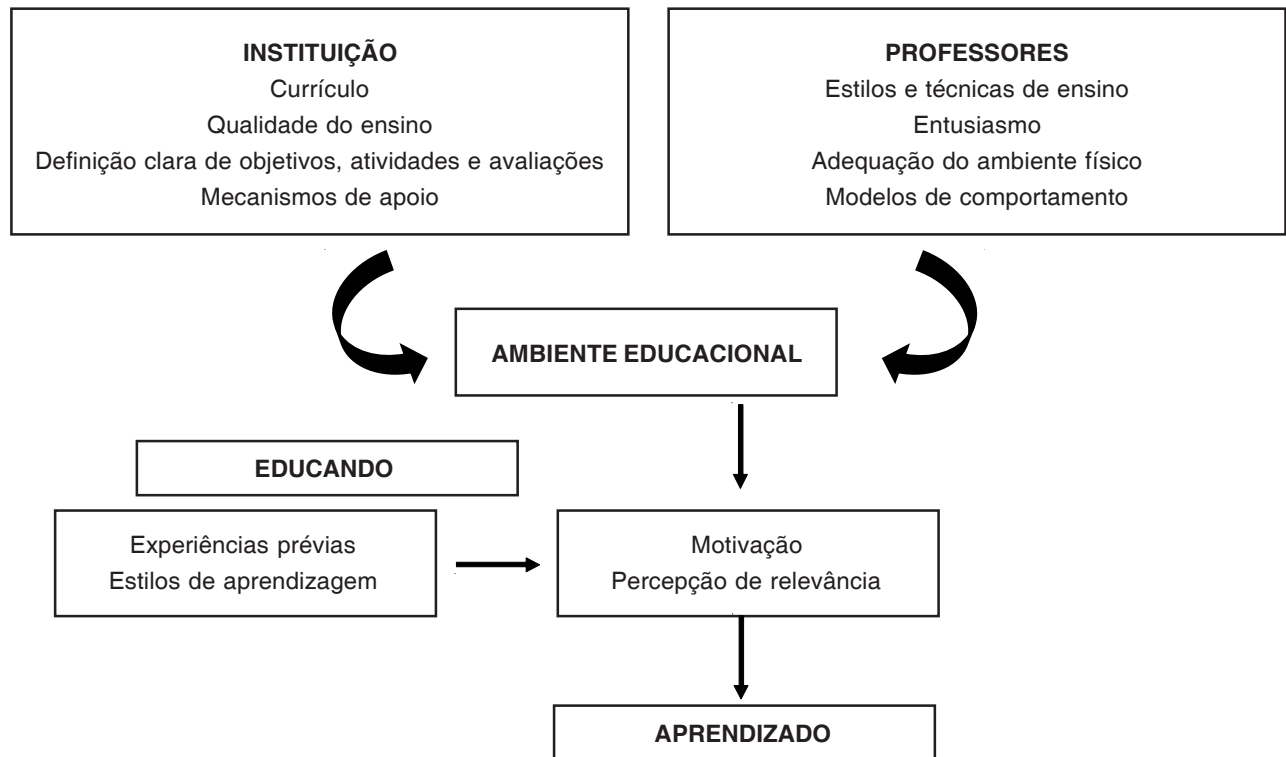 INSTITUIÇÃO
Currículo
Qualidade do ensino
Definição clara de objetivos, atividades e avaliações
Mecanismos de apoio
PROFESSORES
Estilos e técnicas de ensino
Entusiasmo
Adequação do ambiente físico
Modelos de comportamento
AMBIENTE EDUCACIONAL
EDUCANDO
Experiências prévias
Estilos de aprendizagem
Motivação
Percepção de relevância
APRENDIZADO